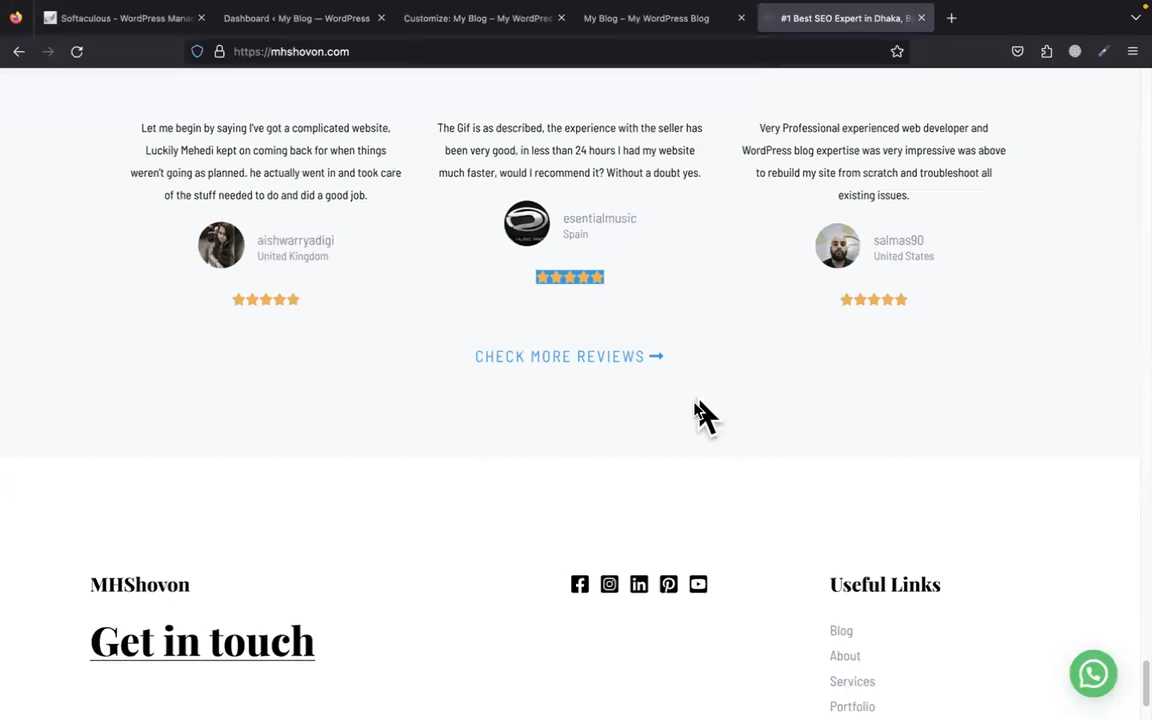 Softaculous - WordPress Mana
Dashboard ‹ My Blog — WordPress
Customize: My Blog – My WordPres
My Blog – My WordPress Blog
#1 Best SEO Expert in Dhaka, B
https://mhshovon.com
Let me begin by saying I've got a complicated website,
Luckily Mehedi kept on coming back for when things
weren't going as planned. he actually went in and took care
of the stuff needed to do and did a good job.
aishwarryadigi
United Kingdom
The Gif is as described, the experience with the seller has
been very good, in less than 24 hours I had my website
much faster, would I recommend it? Without a doubt yes.
esentialmusic
Spain
Very Professional experienced web developer and
WordPress blog expertise was very impressive was above
to rebuild my site from scratch and troubleshoot all
existing issues.
salmas90
United States
CHECK MORE REVIEWS
MHShovon
Get in touch
Useful Links
Blog
About
Services
Portfolio